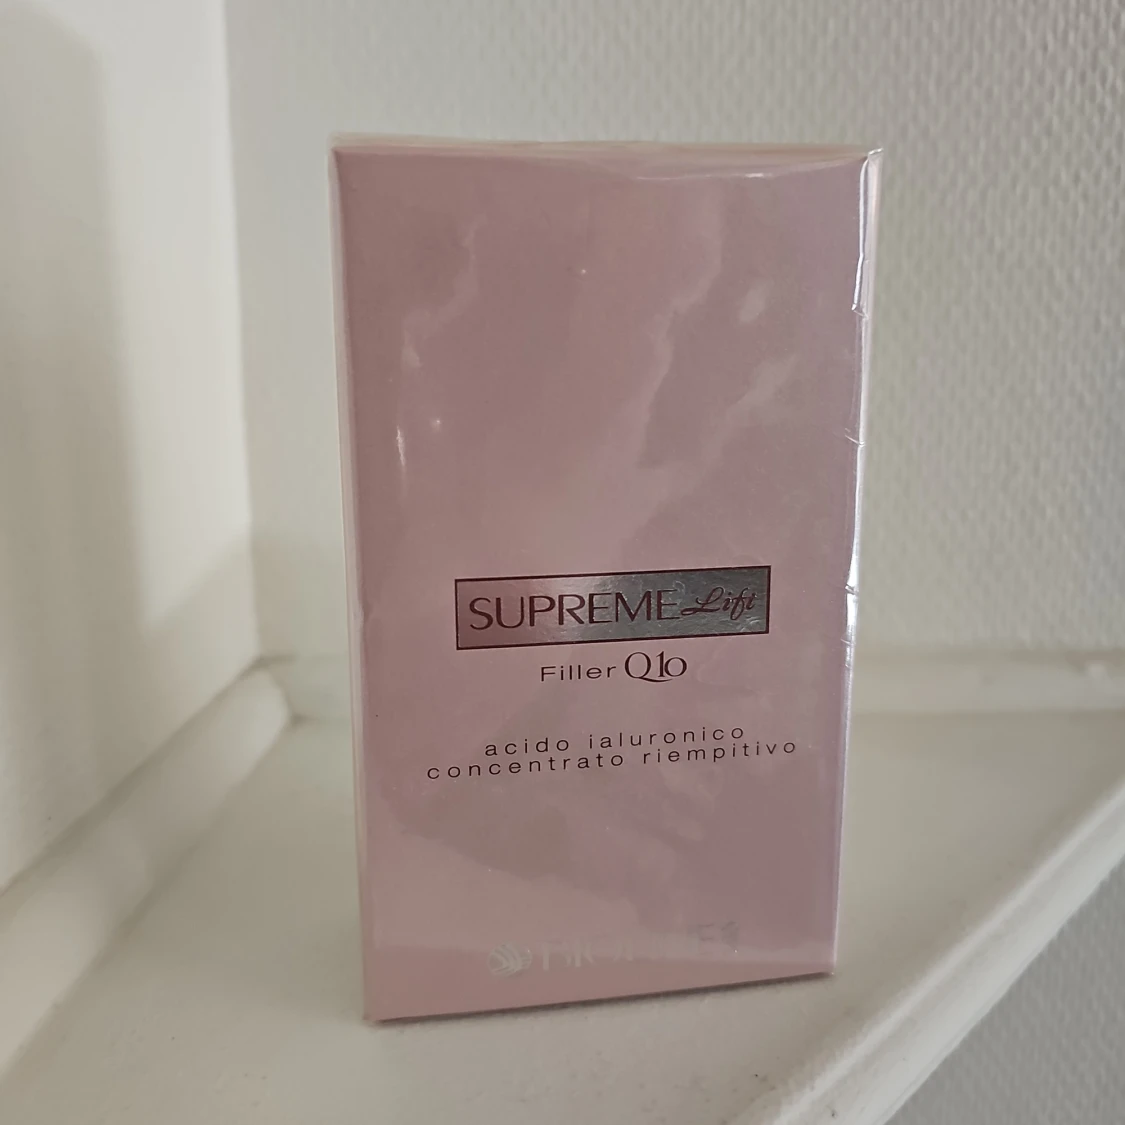 SUPREME Lift
Filler Q10
acido ialuronico
concentrato riempitivo